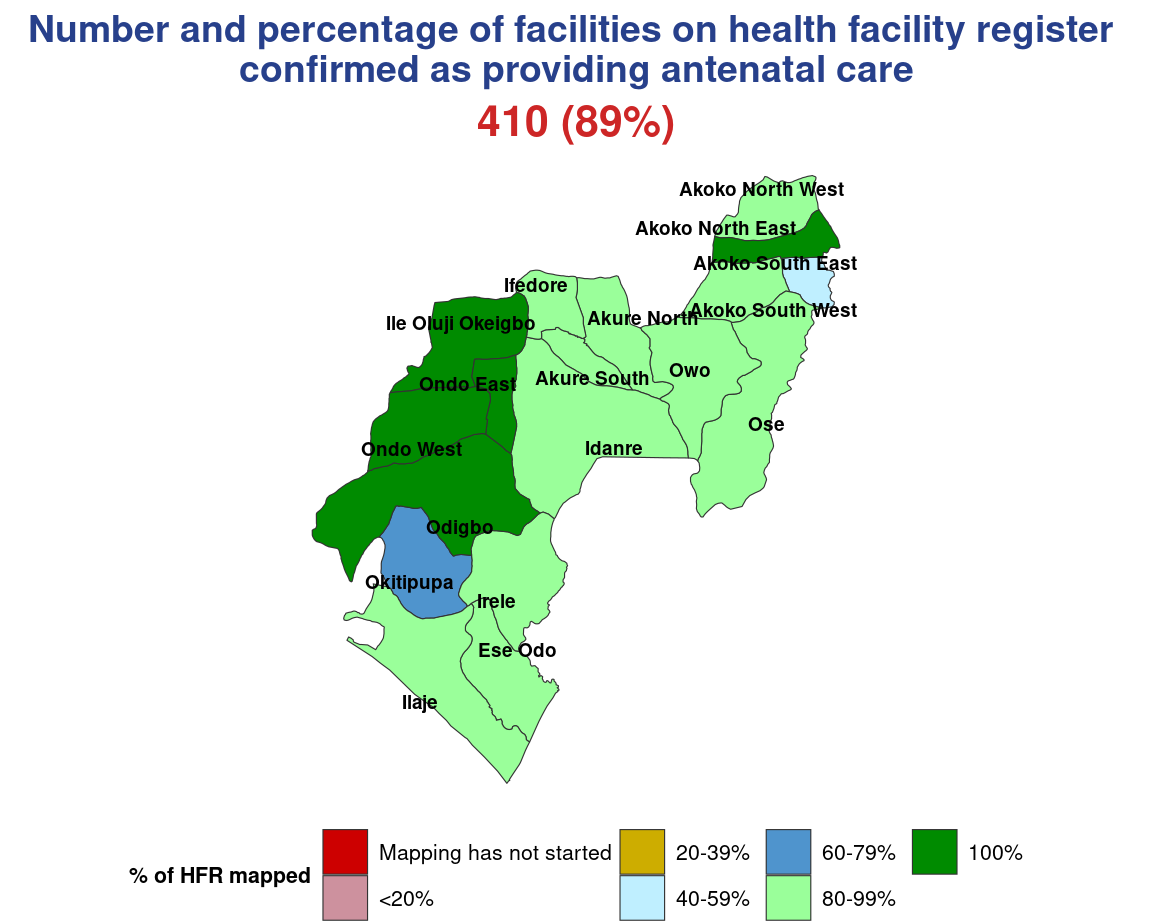 Number and percentage of facilities on health facility register
confirmed as providing antenatal care
410 (89%)
Akoko North West
Akoko North East
Akoko South East
Ifedore
Akoko South West
Akure North
Ile Oluji Okeigbo
Owo
Akure South
Ondo East
Ose
Idanre
Ondo West
Odigbo
Okitipupa
Irele
Ese Odo
Ilaje
% of HFR mapped
Mapping has not started
<20%
20-39%
40-59%
60-79%
80-99%
100%